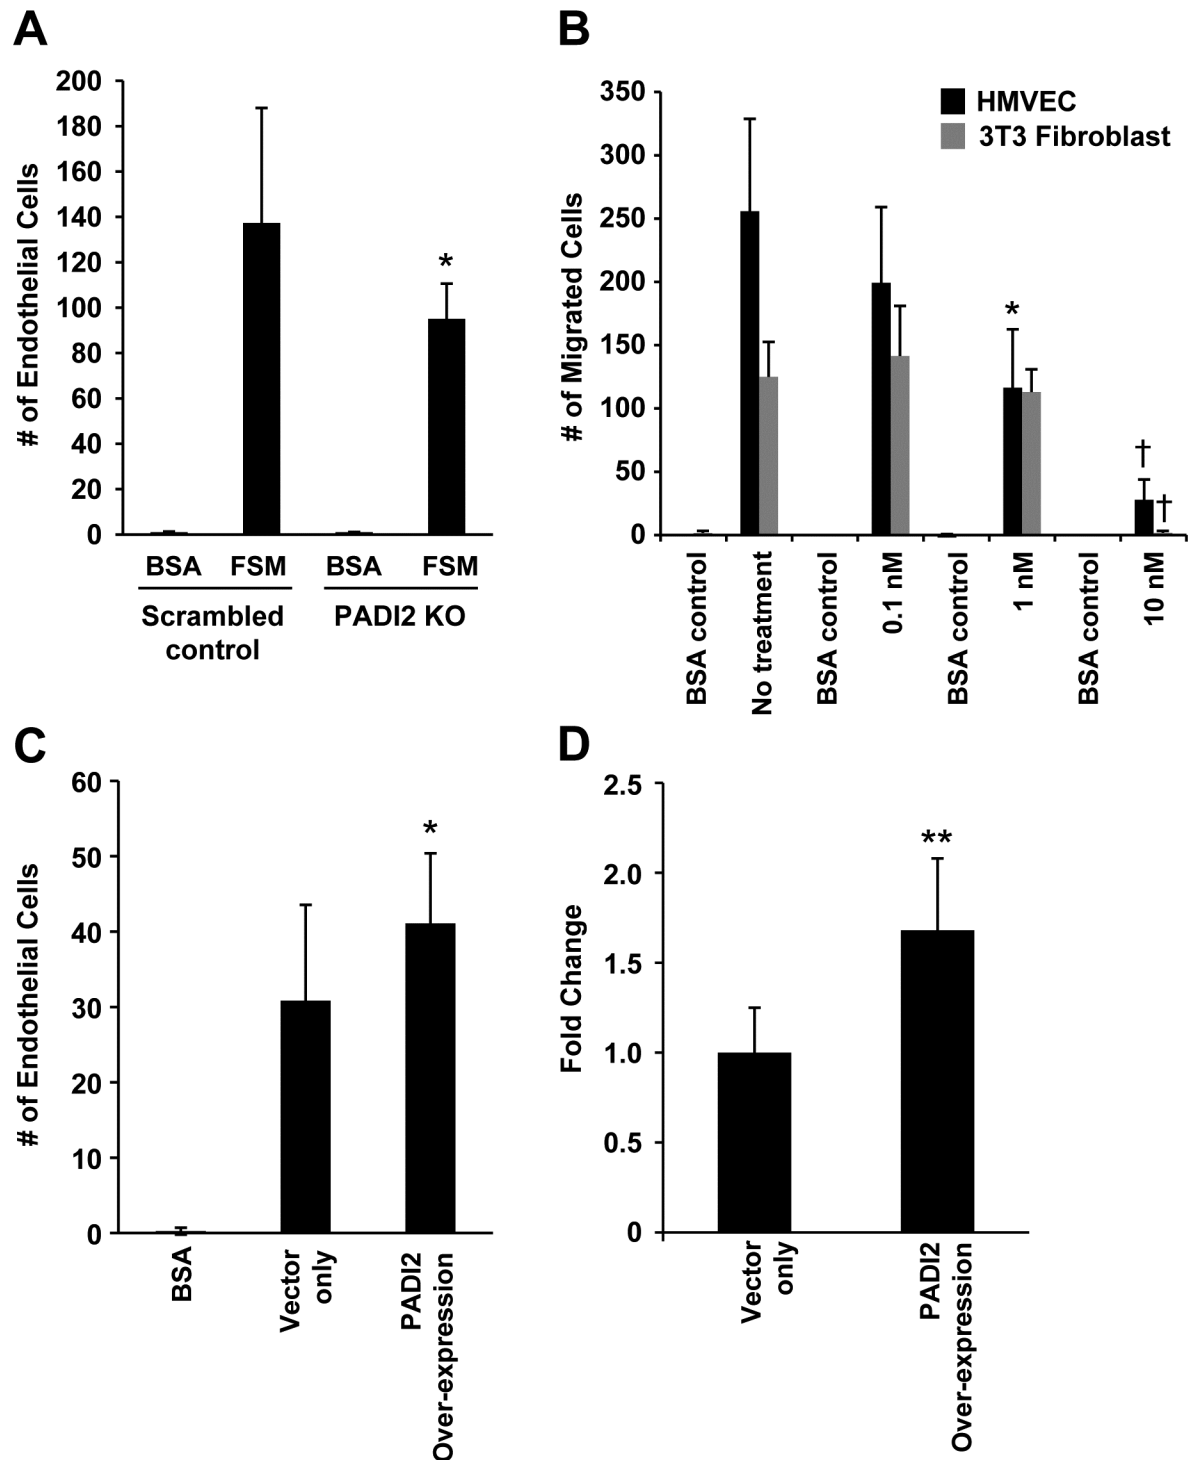 A
# of Endothelial Cells
200
180
160
140
120
100
80
60
40
20
0
*
BSA
FSM
BSA
FSM
Scrambled
control
PADI2 KO
B
# of Migrated Cells
350
300
250
200
150
100
50
0
HMVEC
3T3 Fibroblast
*
†
†
BSA control
No treatment
BSA control
0.1 nM
BSA control
1 nM
BSA control
10 nM
C
# of Endothelial Cells
60
50
40
30
20
10
0
*
BSA
Vector
only
PADI2
Over-expression
D
Fold Change
2.5
2.0
1.5
1.0
0.5
0
**
Vector
only
PADI2
Over-expression